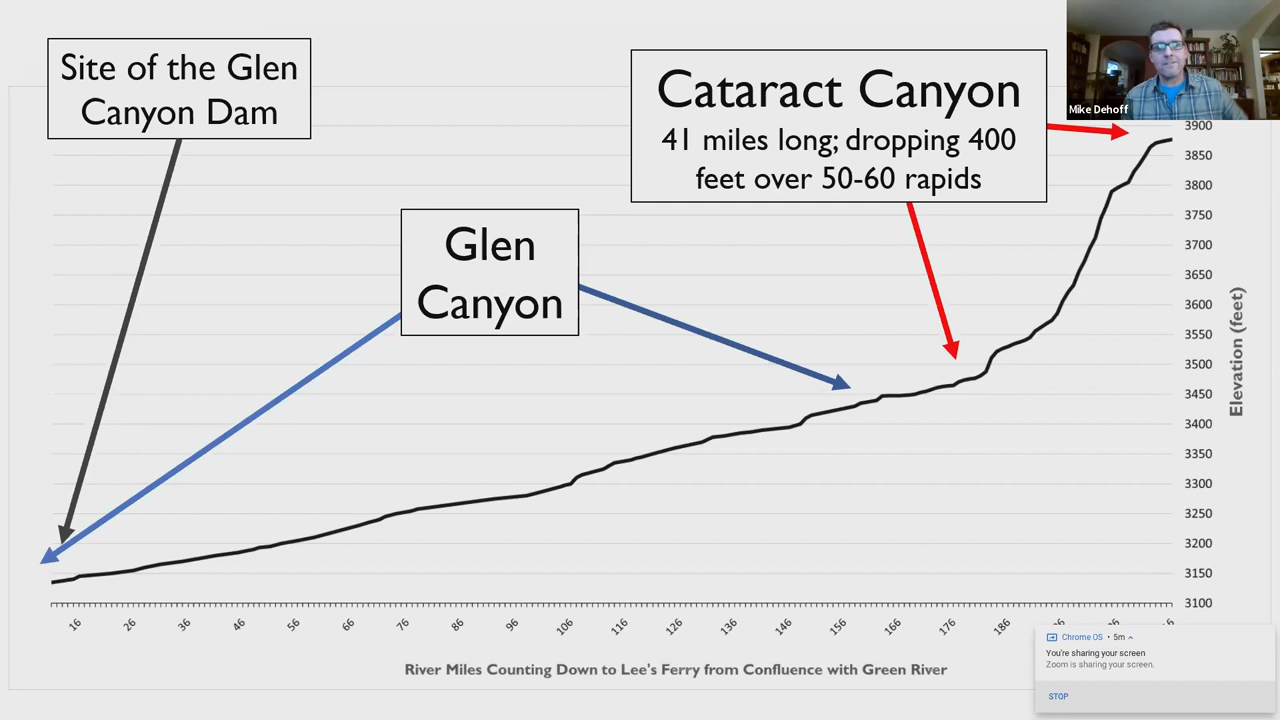 Site of the Glen
Canyon Dam
Cataract Canyon
41 miles long; dropping 400
feet over 50-60 rapids
Mike Dehoff
Glen
Canyon
3900
3850
3800
3750
3700
3650
3600
3550
3500
3450
3400
3350
3300
3250
3200
3150
3100
Elevation (feet)
16
26
36
46
56
66
76
86
96
106
116
126
136
146
156
166
176
186
River Miles Counting Down to Lee's Ferry from Confluence with Green River
Chrome OS • 5m
You're sharing your screen
Zoom is sharing your screen.
STOP